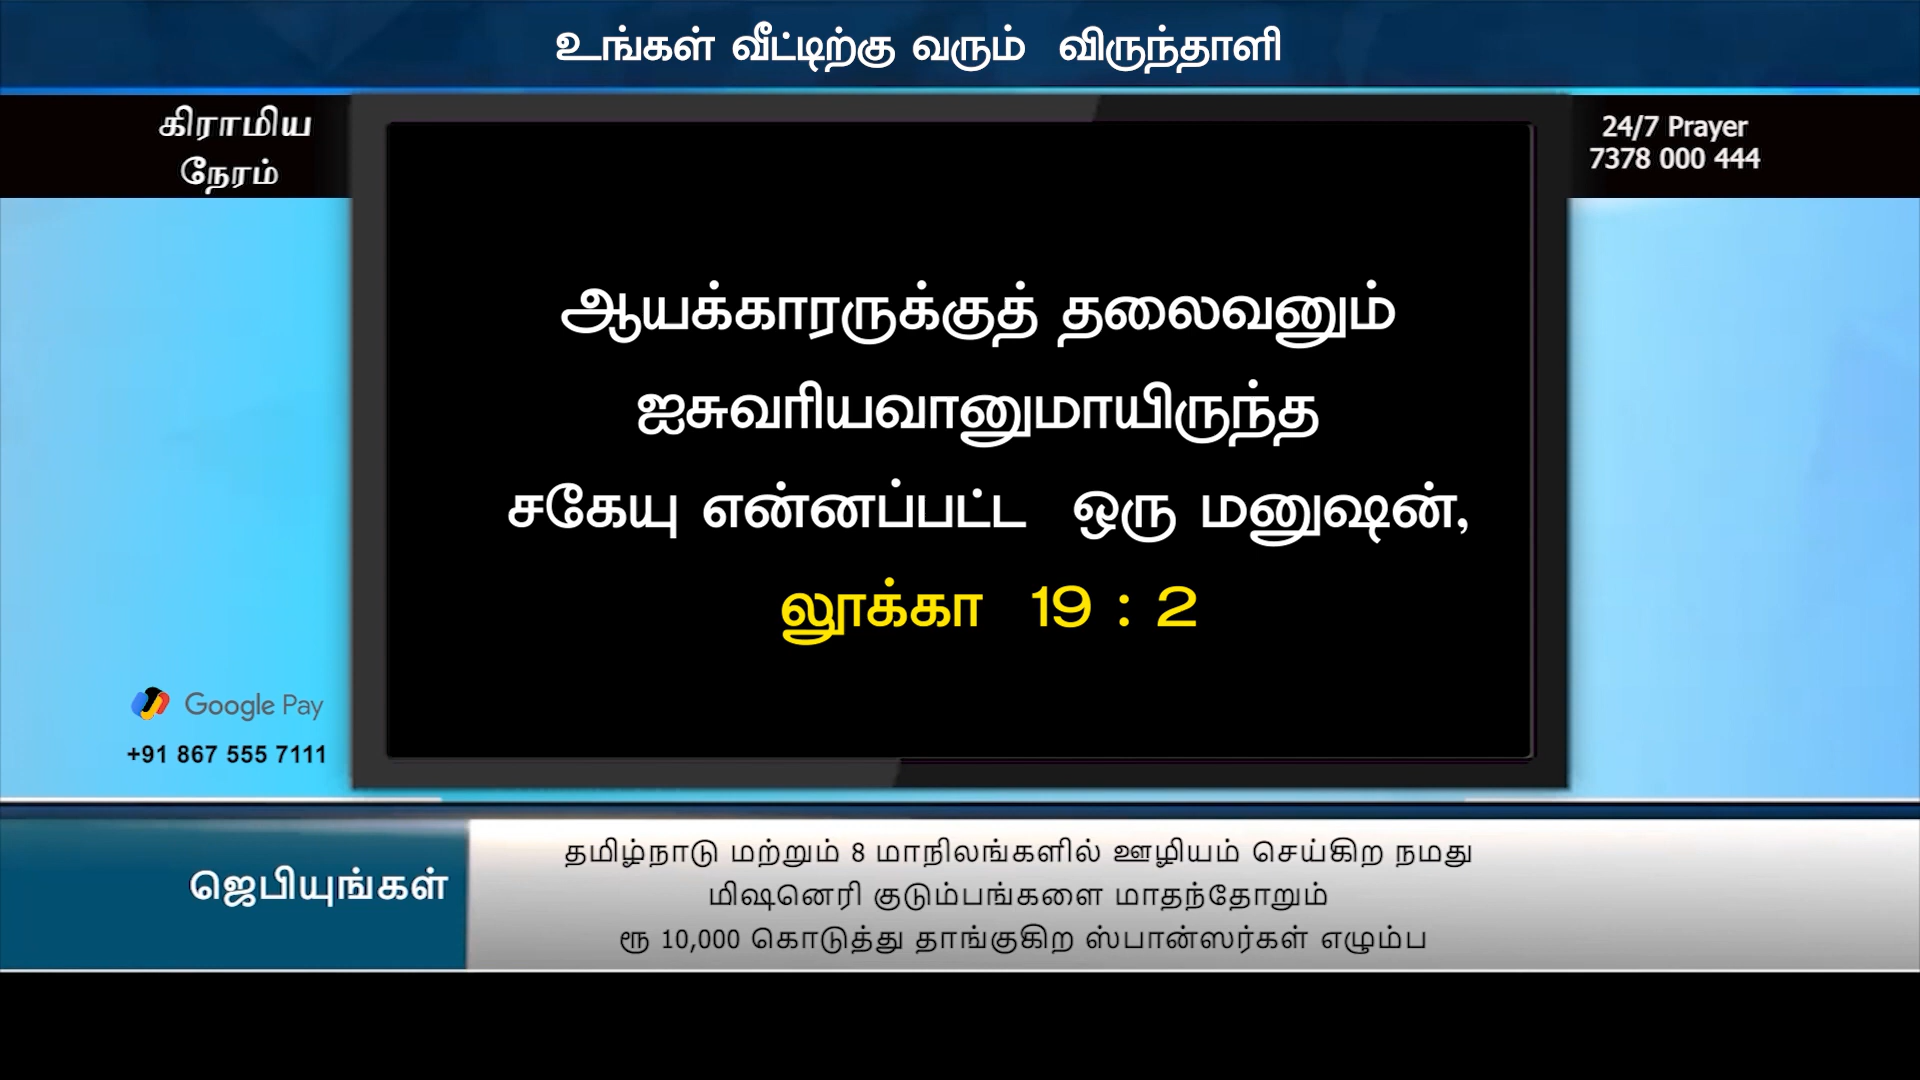 உங்கள் வீட்டிற்கு வரும் விருந்தாளி
கிராமிய
நேரம்
24/7 Prayer
7378 000 444
ஆயக்காரருக்குத் தலைவனும்
ஐசுவரியவானுமாயிருந்த
சகேயு என்னப்பட்ட ஒரு மனுஷன்,
லூக்கா 19 : 2
Google Pay
+91 867 555 7111
ஜெபியுங்கள்
தமிழ்நாடு மற்றும் 8 மாநிலங்களில் ஊழியம் செய்கிற நமது
மிஷனெரி குடும்பங்களை மாதந்தோறும்
ரூ 10,000 கொடுத்து தாங்குகிற ஸ்பான்ஸர்கள் எழும்ப